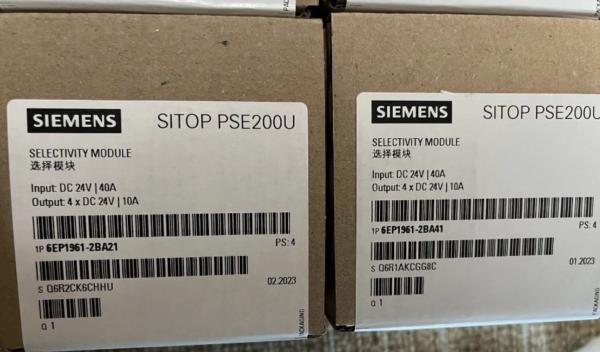 SIEMENS SITOP PSE200U
SELECTIVITY MODULE
选择模块
Input: DC 24V | 40A
Output: 4 x DC 24V | 10A
1P 6EP1961-2BA21 PS: 4
S Q6R2CK6CHHU 02.2023
Q 1
PACKAGING
SIEMENS SITOP PSE200U
SELECTIVITY MODULE
选择模块
Input: DC 24V | 40A
Output: 4 x DC 24V | 10A
1P 6EP1961-2BA41 PS: 4
S Q6R1AKCGG8C 01.2023
Q 1
PACKAGING